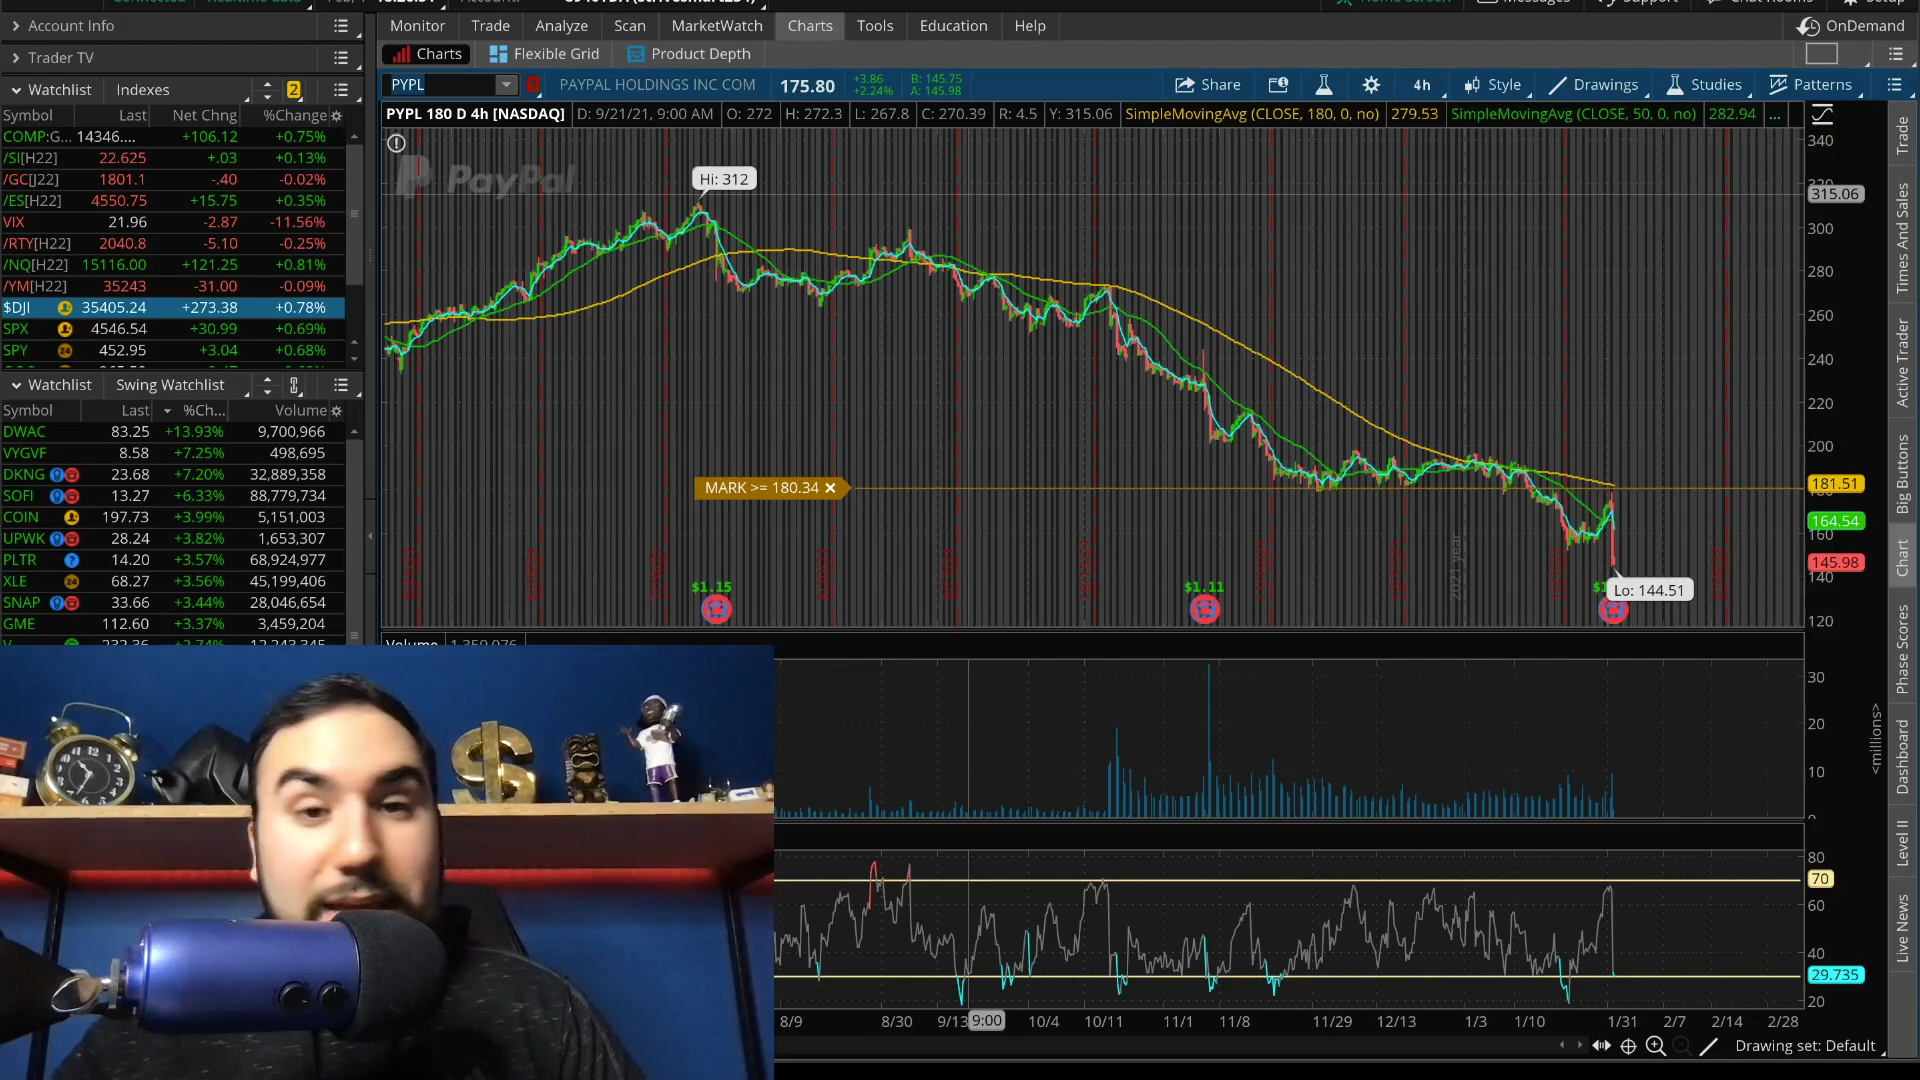 Account Info
Monitor Trade Analyze Scan MarketWatch Charts Tools Education Help OnDemand
Trader TV
Charts Flexible Grid Product Depth
Watchlist Indexes 2
PYPL PAYPAL HOLDINGS INC COM 175.80 +3.86 +2.24% B: 145.75 A: 145.98 Share 4h Style Drawings Studies Patterns
Symbol Last Net Chng %Change
PYPL 180 D 4h [NASDAQ] D: 9/21/21, 9:00 AM O: 272 H: 272.3 L: 267.8 C: 270.39 R: 4.5 Y: 315.06 SimpleMovingAvg (CLOSE, 180, 0, no) 279.53 SimpleMovingAvg (CLOSE, 50, 0, no) 282.94 ...
COMP:G... 14346.... +106.12 +0.75%
/SI[H22] 22.625 +.03 +0.13%
/GC[J22] 1801.1 -.40 -0.02%
/ES[H22] 4550.75 +15.75 +0.35%
VIX 21.96 -2.87 -11.56%
/RTY[H22] 2040.8 -5.10 -0.25%
/NQ[H22] 15116.00 +121.25 +0.81%
/YM[H22] 35243 -31.00 -0.09%
$DJI 35405.24 +273.38 +0.78%
SPX 4546.54 +30.99 +0.69%
SPY 24 452.95 +3.04 +0.68%
Watchlist Swing Watchlist
Symbol Last %Ch... Volume
DWAC 83.25 +13.93% 9,700,966
VYGVF 8.58 +7.25% 498,695
DKNG 23.68 +7.20% 32,889,358
SOFI 13.27 +6.33% 88,779,734
COIN 197.73 +3.99% 5,151,003
UPWK 28.24 +3.82% 1,653,307
PLTR ? 14.20 +3.57% 68,924,977
XLE 24 68.27 +3.56% 45,199,406
SNAP 33.66 +3.44% 28,046,654
GME 112.60 +3.37% 3,459,204
PayPal
Hi: 312
MARK >= 180.34
$1.15
$1.11
Lo: 144.51
2021 year
340
315.06
300
280
260
240
220
200
181.51
164.54
160
145.98
140
120
Volume 1,359,076
30
20
10
<millions>
80
70
60
40
29.735
20
8/9 8/30 9/13 9:00 10/4 10/11 11/1 11/8 11/29 12/13 1/3 1/10 1/31 2/7 2/14 2/28
Drawing set: Default
Trade
Times And Sales
Active Trader
Big Buttons
Chart
Phase Scores
Dashboard
Level II
Live News